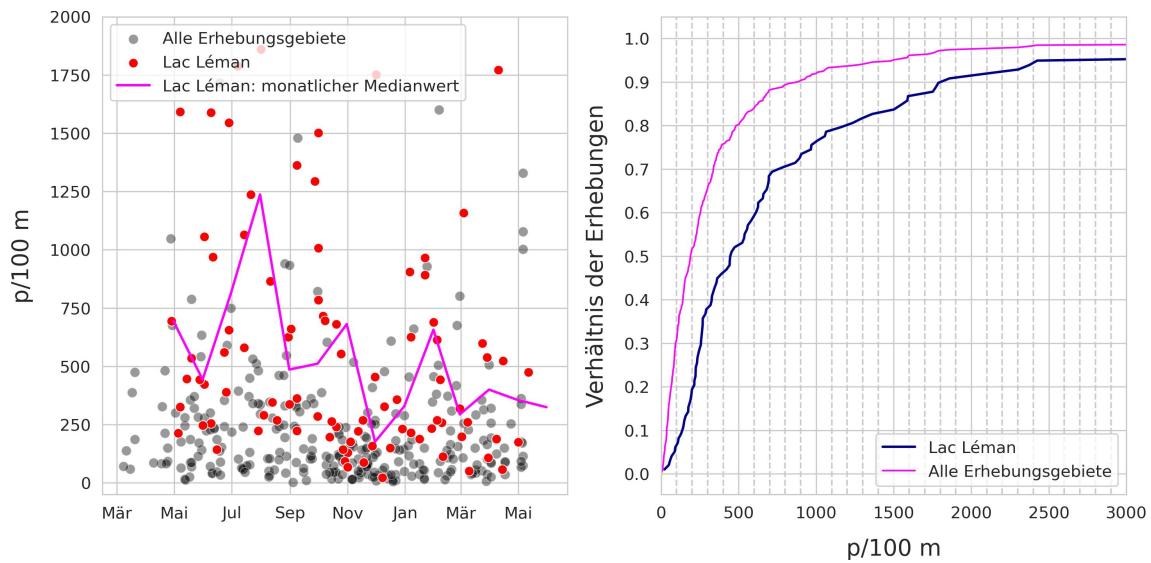 Alle Erhebungsgebiete
Lac Léman
Lac Léman: monatlicher Medianwert
2000
1750
1500
1250
1000
750
500
250
0
p/100 m
Mär Mai Jul Sep Nov Jan Mär Mai
1.0
0.9
0.8
0.7
0.6
0.5
0.4
0.3
0.2
0.1
0.0
Verhältnis der Erhebungen
Lac Léman
Alle Erhebungsgebiete
0 500 1000 1500 2000 2500 3000
p/100 m